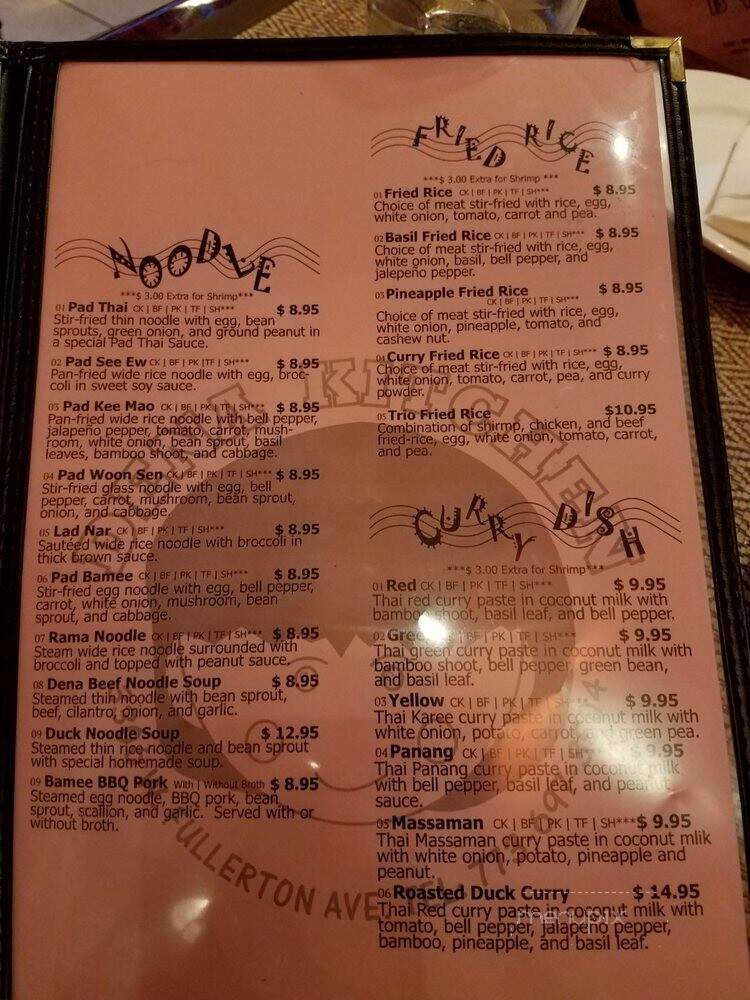 NOODLE
***$ 3.00 Extra for Shrimp***
01 Pad Thai CK | BF | PK | TF | SH*** $ 8.95
Stir-fried thin noodle with egg, bean
sprouts, green onion, and ground peanut in
a special Pad Thai Sauce.
02 Pad See Ew CK | BF | PK |TF | SH*** $ 8.95
Pan-fried wide rice noodle with egg, broc-
coli in sweet soy sauce.
03 Pad Kee Mao CK | BF | PK | TF | SH*** $ 8.95
Pan-fried wide rice noodle with bell pepper,
jalapeño pepper, tomato, carrot, mush-
room, white onion, bean sprout, basil
leaves, bamboo shoot, and cabbage.
04 Pad Woon Sen CK | BF | PK | TF | SH*** $ 8.95
Stir-fried glass noodle with egg, bell
pepper, carrot, mushroom, bean sprout,
onion, and cabbage.
05 Lad Nar CK | BF | PK | TF | SH*** $ 8.95
Sautéed wide rice noodle with broccoli in
thick brown sauce.
06 Pad Bamee CK | BF | PK | TF | SH*** $ 8.95
Stir-fried egg noodle with egg, bell pepper,
carrot, white onion, mushroom, bean
sprout, and cabbage.
07 Rama Noodle CK | BF | PK | TF | SH*** $ 8.95
Steam wide rice noodle surrounded with
broccoli and topped with peanut sauce.
08 Dena Beef Noodle Soup $ 8.95
Steamed thin noodle with bean sprout,
beef, cilantro, onion, and garlic.
09 Duck Noodle Soup $ 12.95
Steamed thin rice noodle and bean sprout
with special homemade soup.
09 Bamee BBQ Pork With | Without Broth $ 8.95
Steamed egg noodle, BBQ pork, bean
sprout, scallion, and garlic. Served with or
without broth.
FRIED RICE
***$ 3.00 Extra for Shrimp ***
01 Fried Rice CK | BF | PK | TF | SH*** $ 8.95
Choice of meat stir-fried with rice, egg,
white onion, tomato, carrot and pea.
02 Basil Fried Rice CK | BF | PK | TF | SH*** $ 8.95
Choice of meat stir-fried with rice, egg,
white onion, basil, bell pepper, and
jalepeño pepper.
03 Pineapple Fried Rice $ 8.95
CK | BF | PK | TF | SH***
Choice of meat stir-fried with rice, egg,
white onion, pineapple, tomato, and
cashew nut.
04 Curry Fried Rice CK | BF | PK | TF | SH*** $ 8.95
Choice of meat stir-fried with rice, egg,
white onion, tomato, carrot, pea, and curry
powder.
05 Trio Fried Rice $10.95
Combination of shirmp, chicken, and beef
fried-rice, egg, white onion, tomato, carrot,
and pea.
CURRY DISH
***$ 3.00 Extra for Shrimp***
01 Red CK | BF | PK | TF | SH*** $ 9.95
Thai red curry paste in coconut milk with
bamboo shoot, basil leaf, and bell pepper.
02 Green BF | PK | TF | SH*** $ 9.95
Thai green curry paste in coconut milk with
bamboo shoot, bell pepper, green bean,
and basil leaf.
03 Yellow CK | BF | PK | TF | SH*** $ 9.95
Thai Karee curry paste in coconut milk with
white onion, potato, carrot, and green pea.
04 Panang CK | BF | PK | TF | SH*** $ 9.95
Thai Panang curry paste in coconut milk
with bell pepper, basil leaf, and peanut
sauce.
05 Massaman CK | BF | PK | TF | SH*** $ 9.95
Thai Massaman curry paste in coconut mlik
with white onion, potato, pineapple and
peanut.
06 Roasted Duck Curry $ 14.95
Thai Red curry paste in coconut milk with
tomato, bell pepper, jalapeño pepper,
bamboo, pineapple, and basil leaf.
KITCHEN
FULLERTON AVE. TEL
menupix